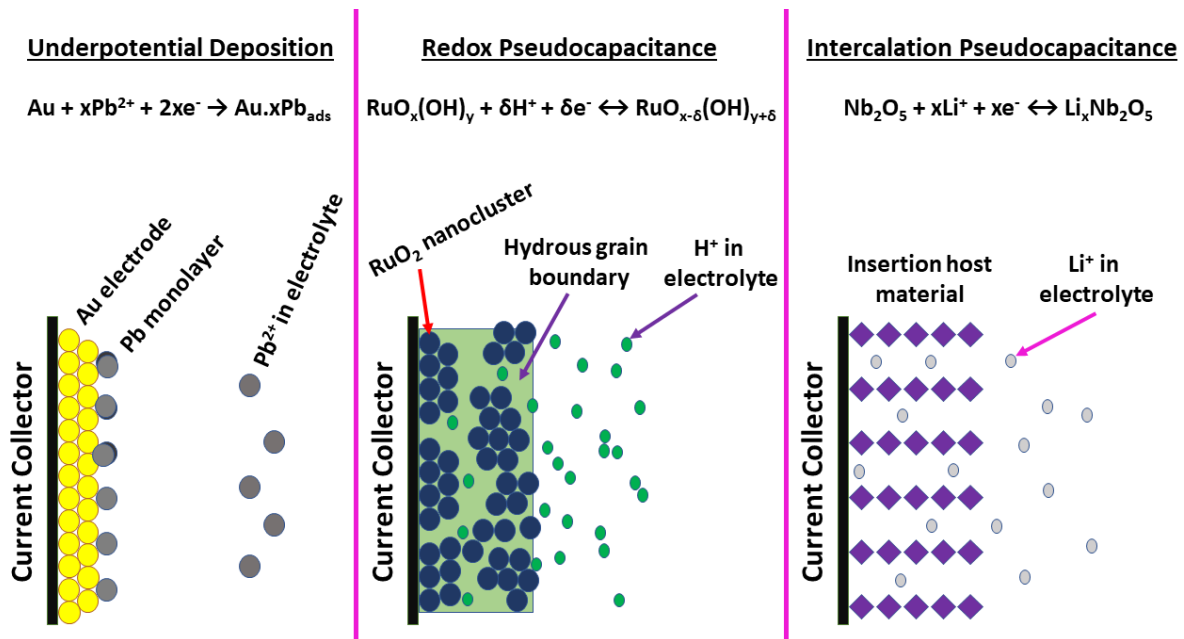 Underpotential Deposition
Au + xPb²⁺ + 2xe⁻ → Au.xPb_ads
Au electrode
Pb monolayer
Pb²⁺ in electrolyte
Current Collector
Redox Pseudocapacitance
RuOₓ(OH)ᵧ + δH⁺ + δe⁻ ↔ RuOₓ₋δ(OH)ᵧ₊δ
RuO₂ nanocluster
Hydrous grain
boundary
H⁺ in
electrolyte
Current Collector
Intercalation Pseudocapacitance
Nb₂O₅ + xLi⁺ + xe⁻ ↔ LiₓNb₂O₅
Insertion host
material
Li⁺ in
electrolyte
Current Collector